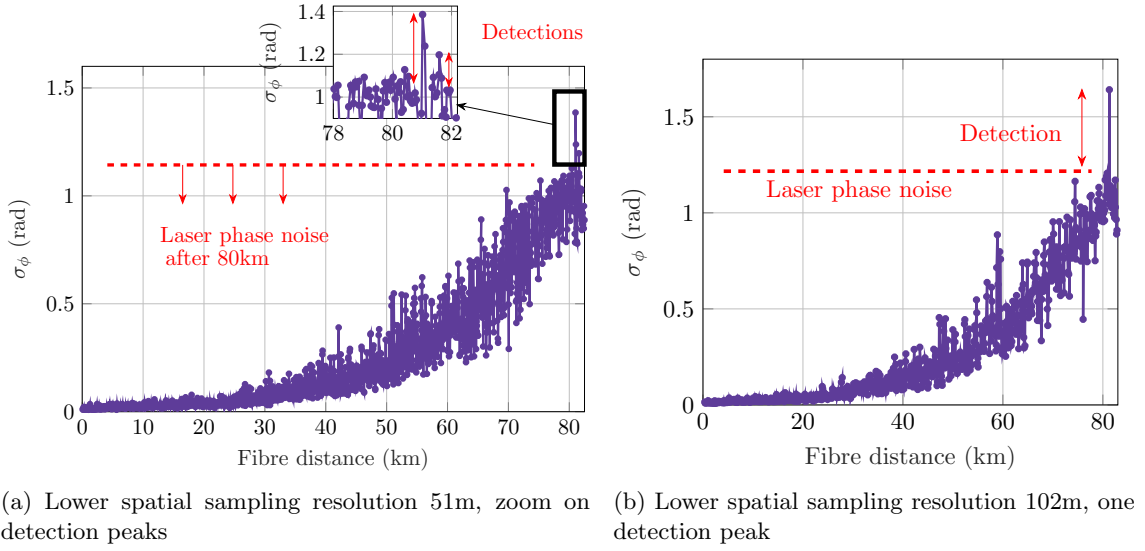 1.4
1.2
1
σϕ (rad)
78
80
82
Detections
1.5
1
0.5
0
σϕ (rad)
Laser phase noise
after 80km
0
10
20
30
40
50
60
70
80
Fibre distance (km)
(a) Lower spatial sampling resolution 51m, zoom on
detection peaks
1.5
1
0.5
0
σϕ (rad)
Detection
Laser phase noise
0
20
40
60
80
Fibre distance (km)
(b) Lower spatial sampling resolution 102m, one
detection peak